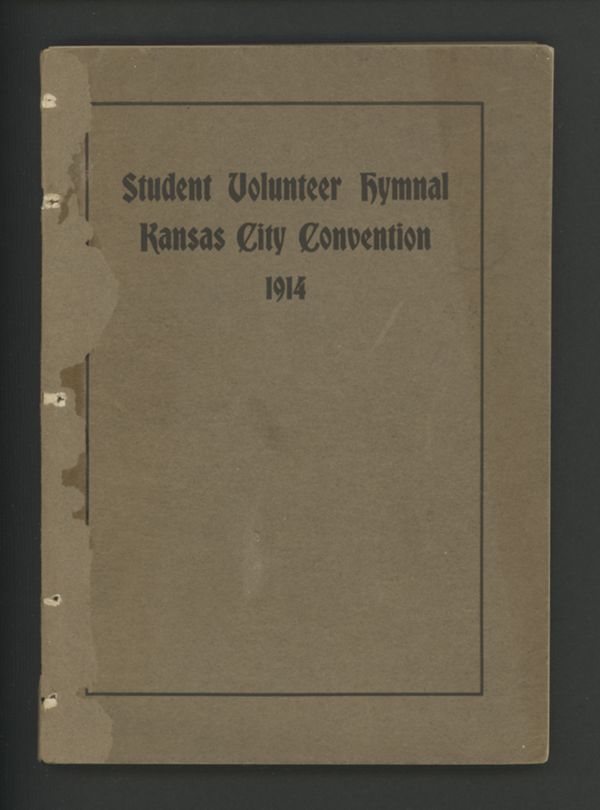 Student Volunteer Hymnal
Kansas City Convention
1914